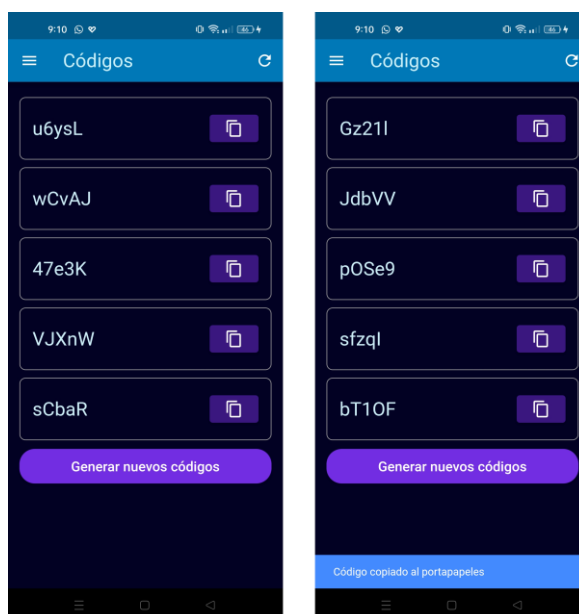 9:10
Códigos
u6ysL
wCvAJ
47e3K
VJXnW
sCbaR
Generar nuevos códigos
9:10
Códigos
Gz21l
JdbVV
pOSe9
sfzqI
bT1OF
Generar nuevos códigos
Código copiado al portapapeles